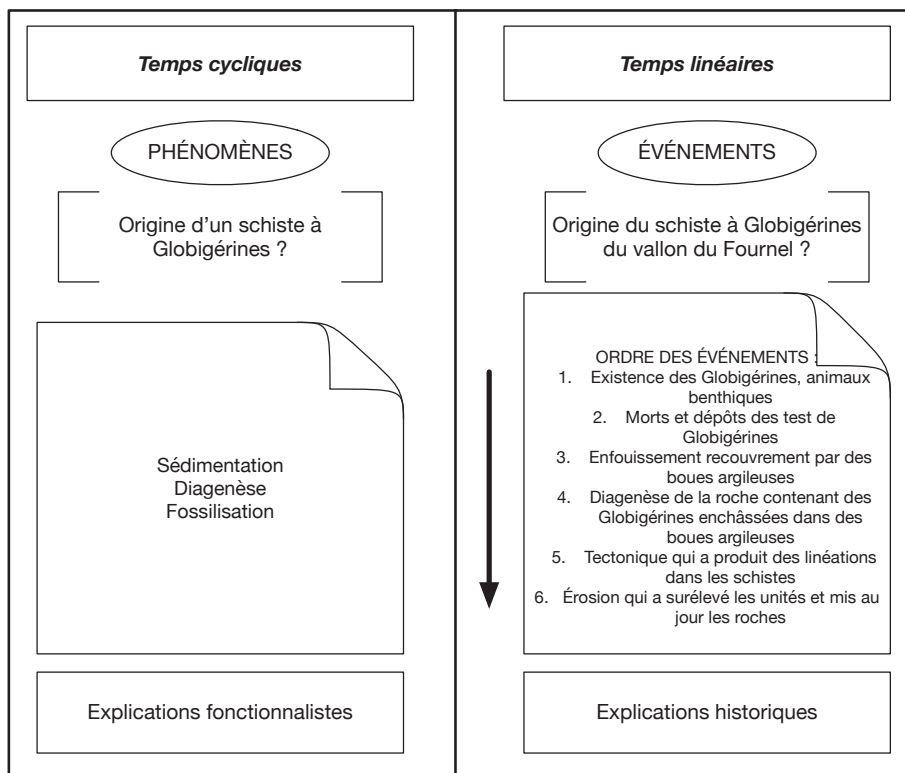 Temps cycliques
PHÉNOMÈNES
Origine d’un schiste à
Globigérines ?
Sédimentation
Diagenèse
Fossilisation
Explications fonctionnalistes
Temps linéaires
ÉVÉNEMENTS
Origine du schiste à Globigérines
du vallon du Fournel ?
ORDRE DES ÉVÉNEMENTS :
1. Existence des Globigérines, animaux
benthiques
2. Morts et dépôts des test de
Globigérines
3. Enfouissement recouvrement par des
boues argileuses
4. Diagenèse de la roche contenant des
Globigérines enchâssées dans des
boues argileuses
5. Tectonique qui a produit des linéations
dans les schistes
6. Érosion qui a surélevé les unités et mis au
jour les roches
Explications historiques